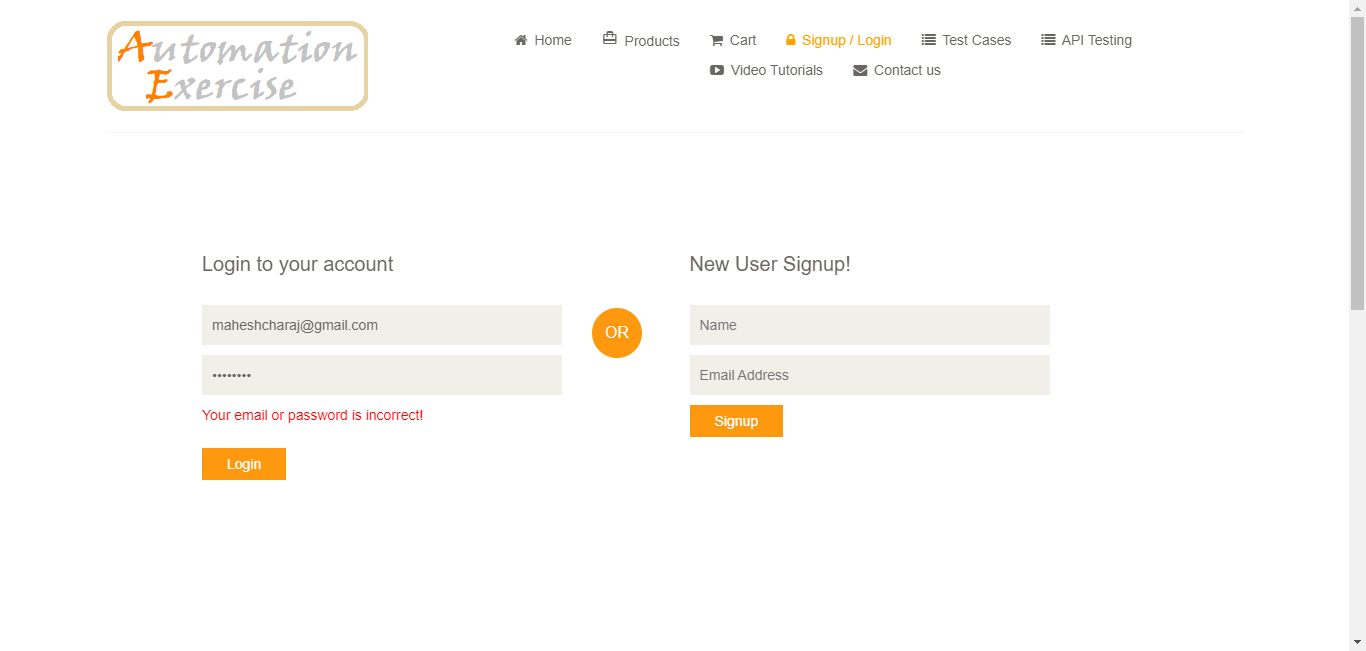 Automation
Exercise
Home Products Cart Signup / Login Test Cases API Testing
Video Tutorials Contact us
Login to your account
maheshcharaj@gmail.com
••••••••
Your email or password is incorrect!
Login
OR
New User Signup!
Name
Email Address
Signup